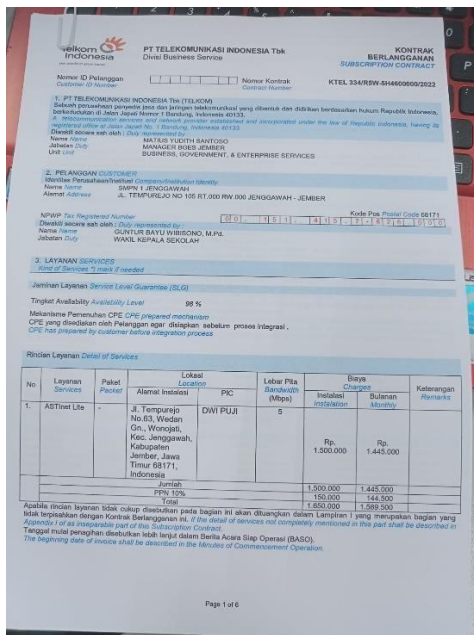 Telkom
Indonesia
PT TELEKOMUNIKASI INDONESIA Tbk
Divisi Business Service
KONTRAK
BERLANGGANAN
SUBSCRIPTION CONTRACT
Nomor ID Pelanggan
Customer ID Number
Nomor Kontrak
Contract Number
KTEL 334/R5W-5H4600600/2022
1. PT TELEKOMUNIKASI INDONESIA Tbk (TELKOM)
Sebuah perusahaan penyedia jasa dan jaringan telekomunikasi yang dibentuk dan didirikan berdasarkan hukum Republik Indonesia,
berkedudukan di Jalan Japati Nomor 1 Bandung, Indonesia 40133.
A telecommunication services and network provider established and incorporated under the law of Republic Indonesia, having its
registered office at Jalan Japati No. 1 Bandung, Indonesia 40133.
Diwakili secara sah oleh : Duly represented by :
Nama Name MATIUS YUDITH SANTOSO
Jabatan Duty MANAGER BGES JEMBER
Unit Unit BUSINESS, GOVERNMENT, & ENTERPRISE SERVICES
2. PELANGGAN CUSTOMER
Identitas Perusahaan/Institusi Company/Institution Identity
Nama Name SMPN 1 JENGGAWAH
Alamat Address JL. TEMPUREJO NO 105 RT.000 RW.000 JENGGAWAH - JEMBER
Kode Pos Postal Code 68171
NPWP Tax Registered Number
Diwakili secara sah oleh : Duly represented by :
Nama Name GUNTUR BAYU WIBISONO, M.Pd.
Jabatan Duty WAKIL KEPALA SEKOLAH
3. LAYANAN SERVICES
Kind of Services *) mark if needed
Jaminan Layanan Service Level Guarantee (SLG)
Tingkat Availability Availability Level 98 %
Mekanisme Pemenuhan CPE CPE prepared mechanism
CPE yang disediakan oleh Pelanggan agar disiapkan sebelum proses integrasi .
CPE has prepared by customer before integration process
Rincian Layanan Detail of Services
No Layanan Services Paket Packet Lokasi Location Alamat Instalasi PIC Lebar Pita Bandwidth (Mbps) Biaya Charges Instalasi Instalation Bulanan Monthly Keterangan Remarks
1. ASTinet Lite - Jl. Tempurejo DWI PUJI 5
No.63, Wedan
Gn., Wonojati,
Kec. Jenggawah,
Kabupaten
Jember, Jawa
Timur 68171,
Indonesia
Rp. 1.500.000 Rp. 1.445.000
Jumlah 1.500.000 1.445.000
PPN 10% 150.000 144.500
Total 1.650.000 1.589.500
Apabila rincian layanan tidak cukup disebutkan pada bagian ini akan dituangkan dalam Lampiran I yang merupakan bagian yang
tidak terpisahkan dengan Kontrak Berlangganan ini. If the detail of services not completely mentioned in this part shall be described in
Appendix I of as inseparable part of this Subscription Contract.
Tanggal mulai penagihan disebutkan lebih lanjut dalam Berita Acara Siap Operasi (BASO).
The beginning date of invoice shall be described in the Minutes of Commencement Operation.
Page 1 of 6